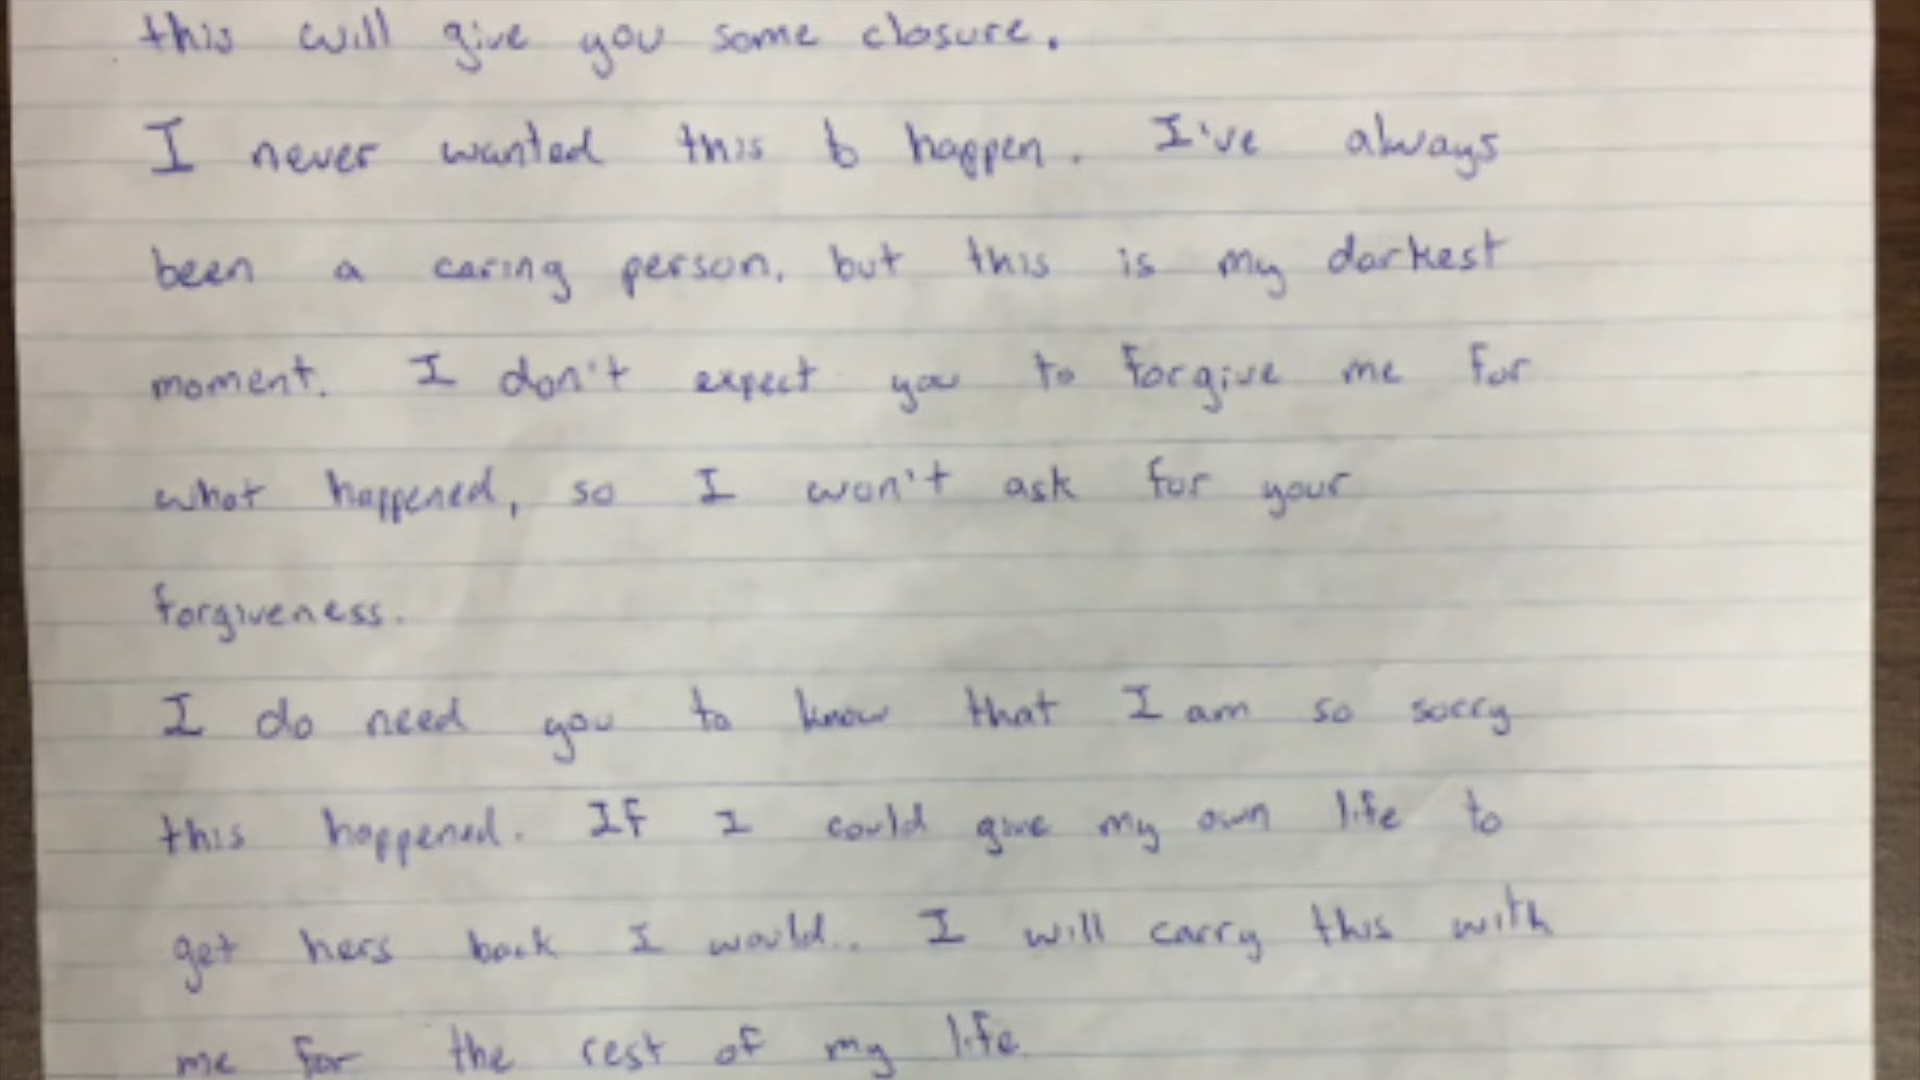 this will give you some closure.
I never wanted this to happen. I've always
been a caring person, but this is my darkest
moment. I don't expect you to forgive me for
what happened, so I won't ask for your
forgiveness.
I do need you to know that I am so sorry
this happened. If I could give my own life to
get hers back I would.. I will carry this with
me for the rest of my life